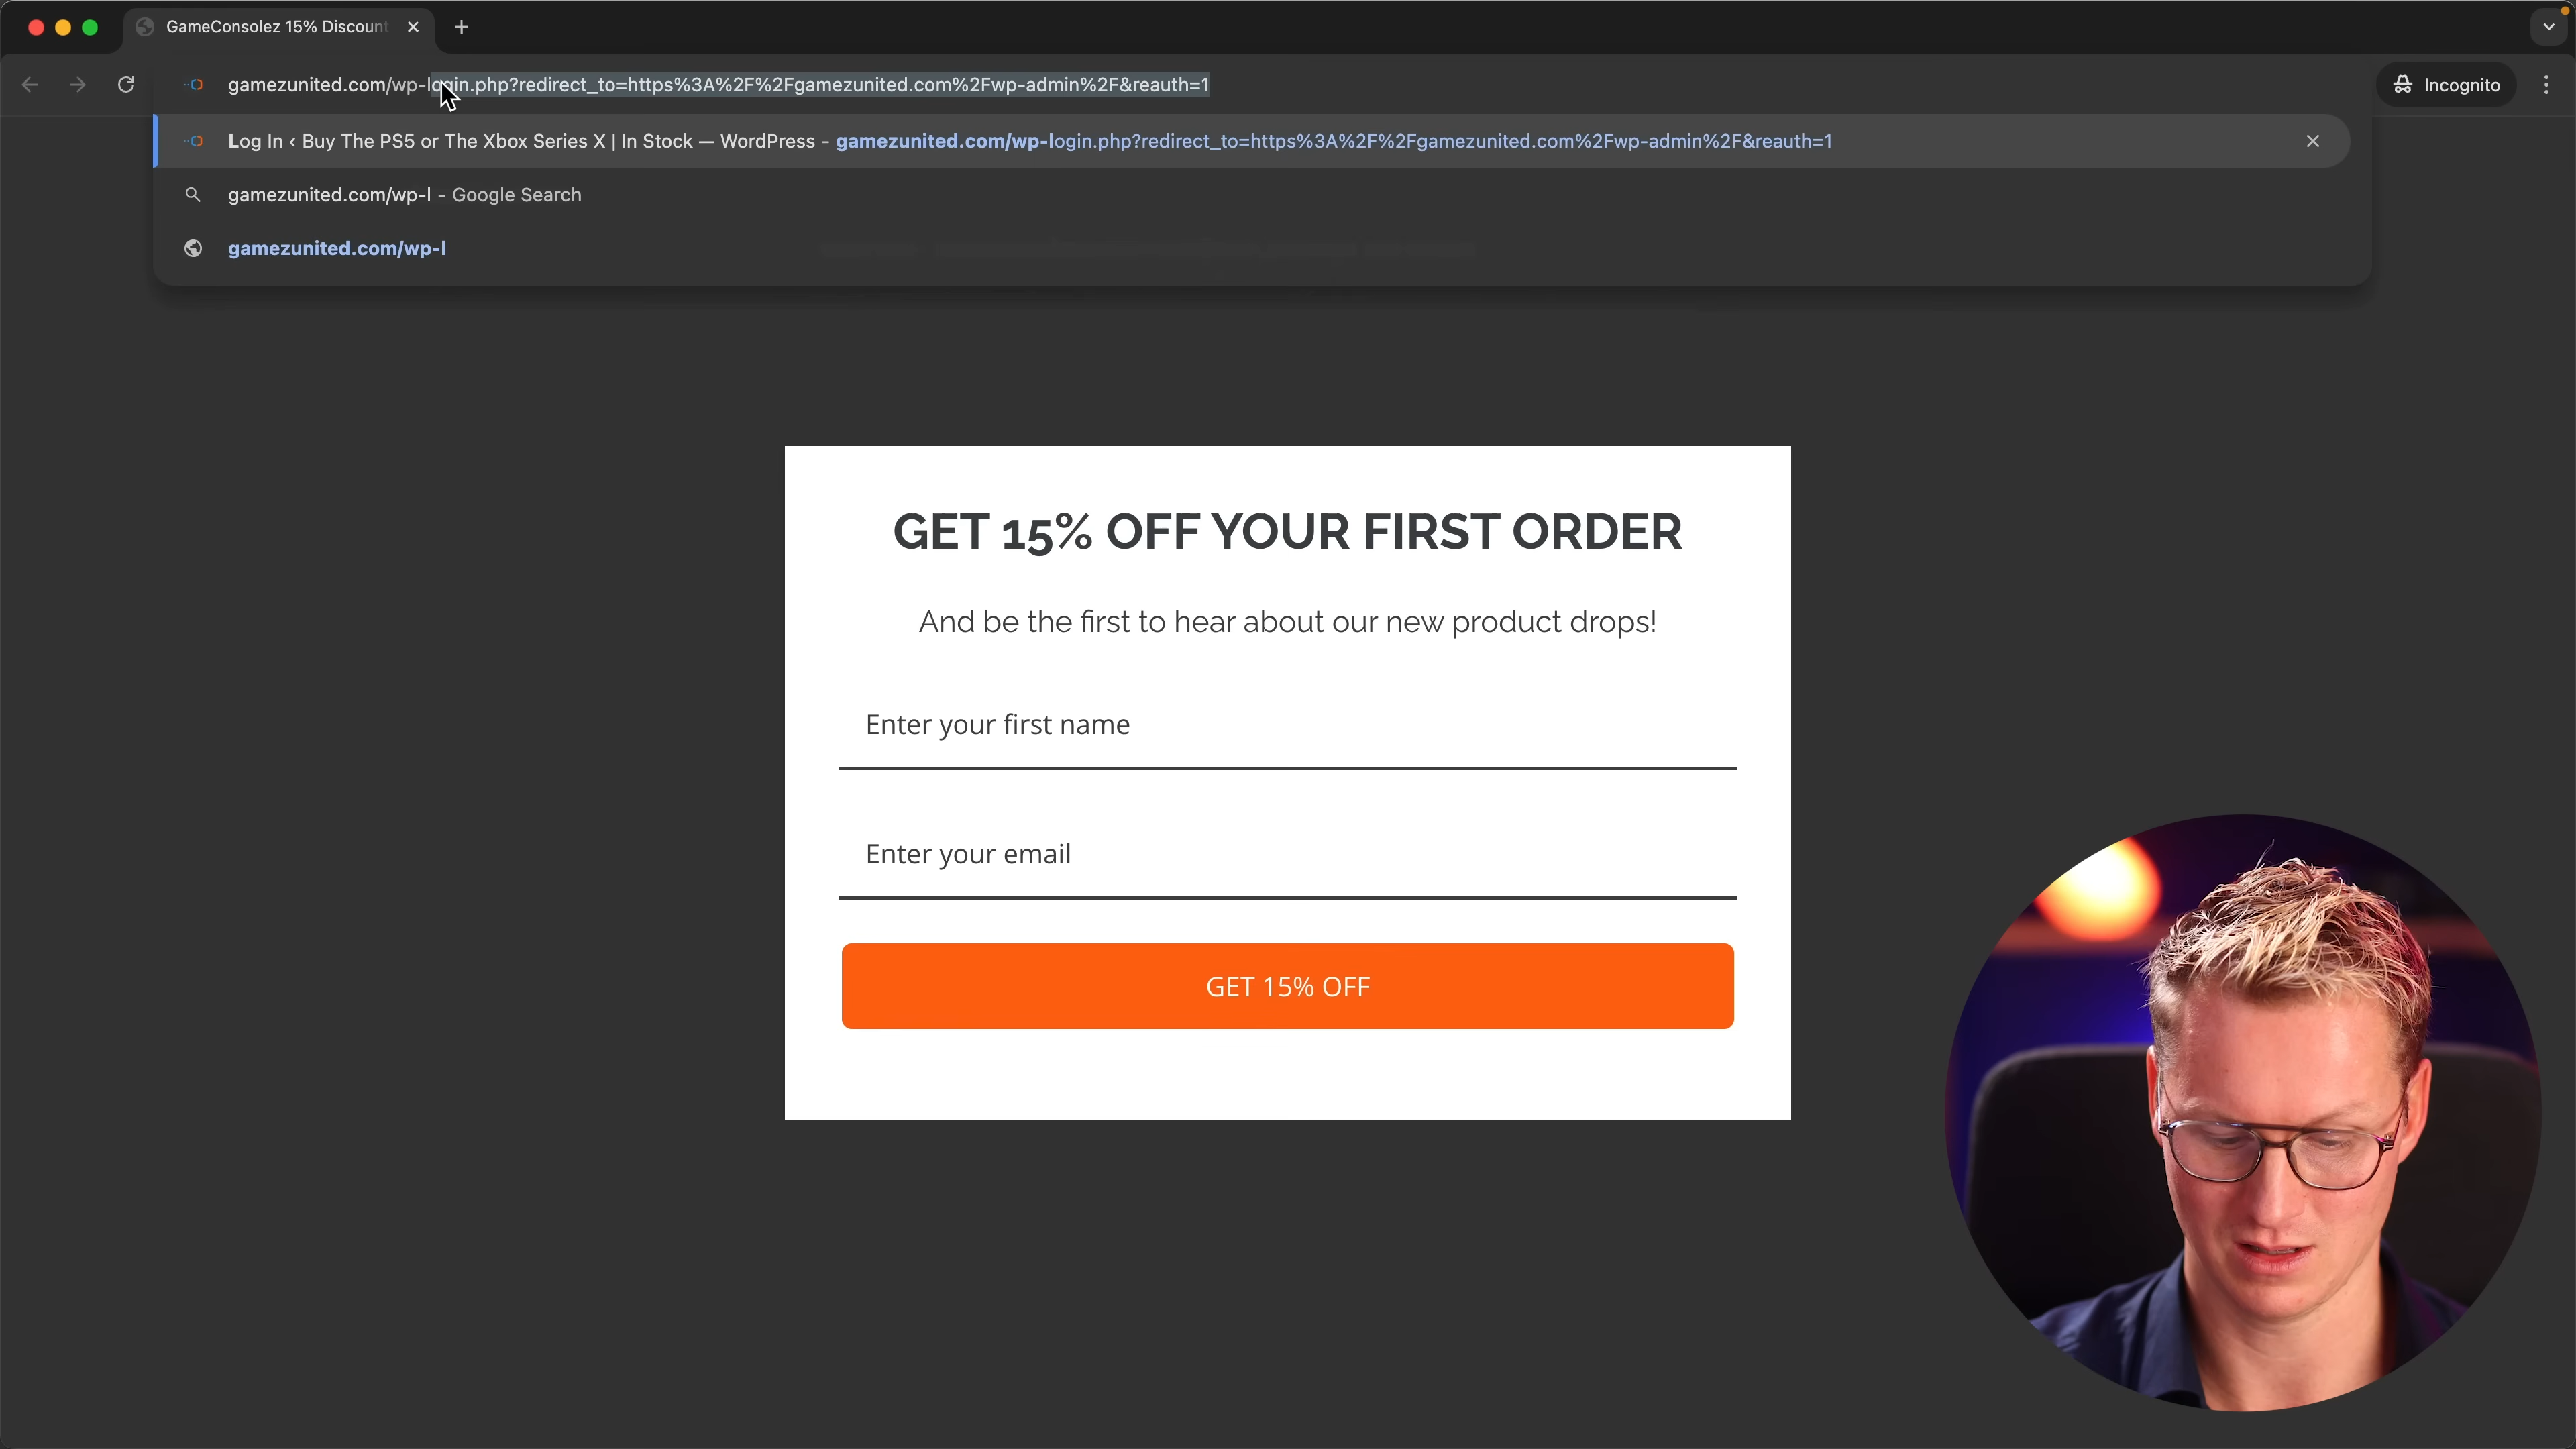 GameConsolez 15% Discount
gamezunited.com/wp-login.php?redirect_to=https%3A%2F%2Fgamezunited.com%2Fwp-admin%2F&reauth=1
Incognito
Log In ‹ Buy The PS5 or The Xbox Series X | In Stock — WordPress - gamezunited.com/wp-login.php?redirect_to=https%3A%2F%2Fgamezunited.com%2Fwp-admin%2F&reauth=1
gamezunited.com/wp-l - Google Search
gamezunited.com/wp-l
GET 15% OFF YOUR FIRST ORDER
And be the first to hear about our new product drops!
Enter your first name
Enter your email
GET 15% OFF